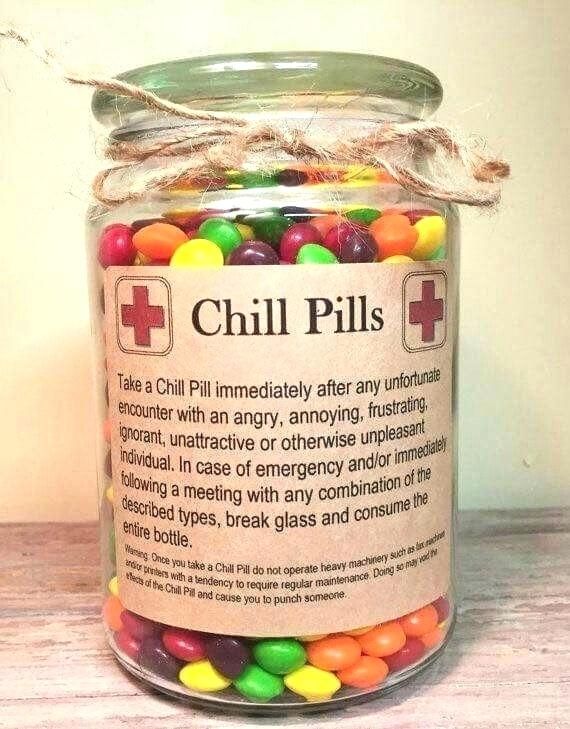 Chill Pills
Take a Chill Pill immediately after any unfortunate
encounter with an angry, annoying, frustrating,
ignorant, unattractive or otherwise unpleasant
individual. In case of emergency and/or immediately
following a meeting with any combination of the
described types, break glass and consume the
entire bottle.
Warning: Once you take a Chill Pill do not operate heavy machinery such as fax machines
and/or printers with a tendency to require regular maintenance. Doing so may void the
effects of the Chill Pill and cause you to punch someone.